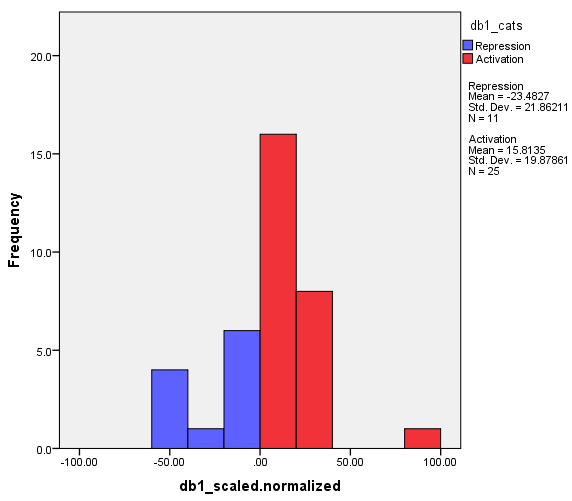 db1_cats
Repression
Activation
Repression
Mean = -23.4827
Std. Dev. = 21.86211
N = 11
Activation
Mean = 15.8135
Std. Dev. = 19.87861
N = 25
Frequency
20.0
15.0
10.0
5.0
0.0
-100.00 -50.00 .00 50.00 100.00
db1_scaled.normalized